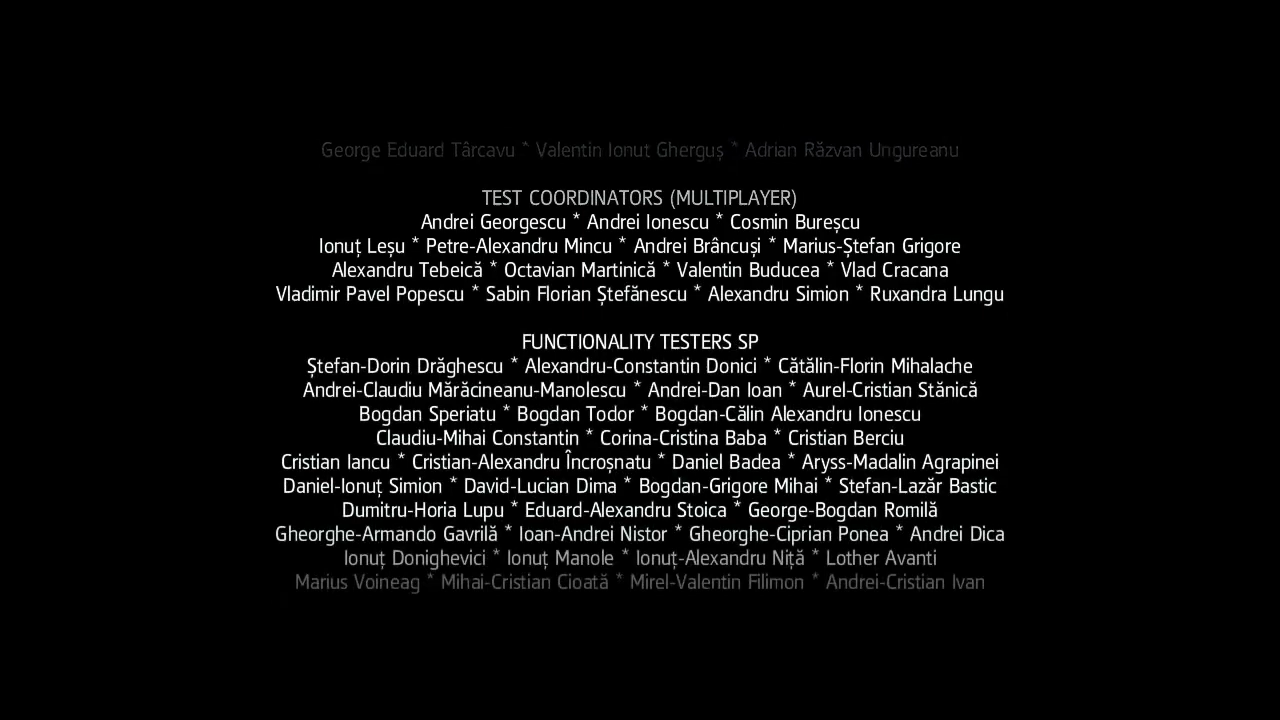 George Eduard Târcavu * Valentin Ionuț Gherguș * Adrian Răzvan Ungureanu
TEST COORDINATORS (MULTIPLAYER)
Andrei Georgescu * Andrei Ionescu * Cosmin Bureșcu
Ionuț Leșu * Petre-Alexandru Mincu * Andrei Brâncuși * Marius-Ștefan Grigore
Alexandru Tebeică * Octavian Martinică * Valentin Buducea * Vlad Cracana
Vladimir Pavel Popescu * Sabin Florian Ștefănescu * Alexandru Simion * Ruxandra Lungu
FUNCTIONALITY TESTERS SP
Ștefan-Dorin Drăghescu * Alexandru-Constantin Donici * Cătălin-Florin Mihalache
Andrei-Claudiu Mărăcineanu-Manolescu * Andrei-Dan Ioan * Aurel-Cristian Stănică
Bogdan Speriatu * Bogdan Todor * Bogdan-Călin Alexandru Ionescu
Claudiu-Mihai Constantin * Corina-Cristina Baba * Cristian Berciu
Cristian Iancu * Cristian-Alexandru Încroșnatu * Daniel Badea * Aryss-Madalin Agrapinei
Daniel-Ionuț Simion * David-Lucian Dima * Bogdan-Grigore Mihai * Stefan-Lazăr Bastic
Dumitru-Horia Lupu * Eduard-Alexandru Stoica * George-Bogdan Romilă
Gheorghe-Armando Gavrilă * Ioan-Andrei Nistor * Gheorghe-Ciprian Ponea * Andrei Dica
Ionuț Donighevici * Ionuț Manole * Ionuț-Alexandru Niță * Lother Avanti
Marius Voineag * Mihai-Cristian Cioată * Mirel-Valentin Filimon * Andrei-Cristian Ivan